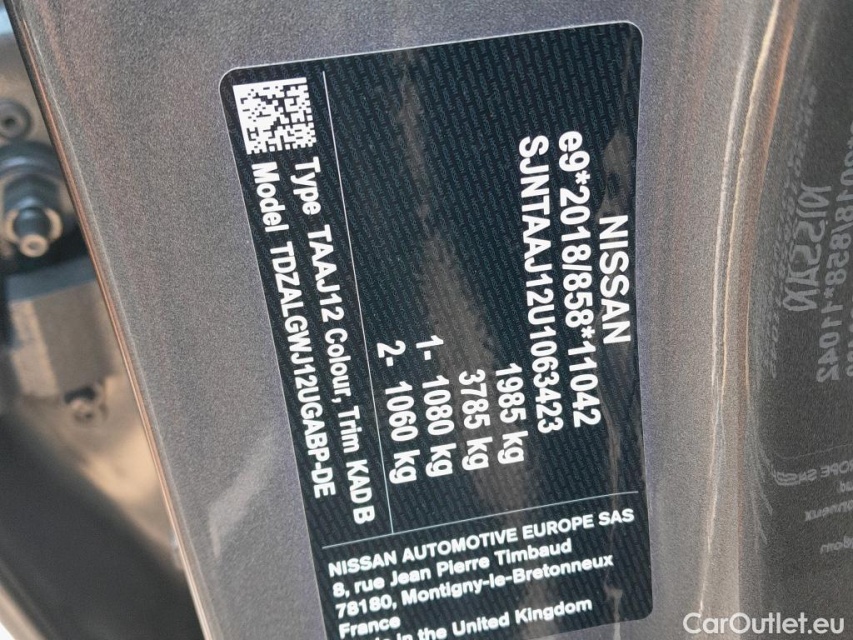 NISSAN
e9*2018/858*11042
SJNTAAJ12U1063423
1985 kg
3785 kg
1- 1080 kg
2- 1060 kg
Type TAAJ12 Colour, Trim KAD B
Model TDZALGWJ12UGABP-DE
NISSAN AUTOMOTIVE EUROPE SAS
8, rue Jean Pierre Timbaud
78180, Montigny-le-Bretonneux
France
in the United Kingdom
CarOutlet.eu